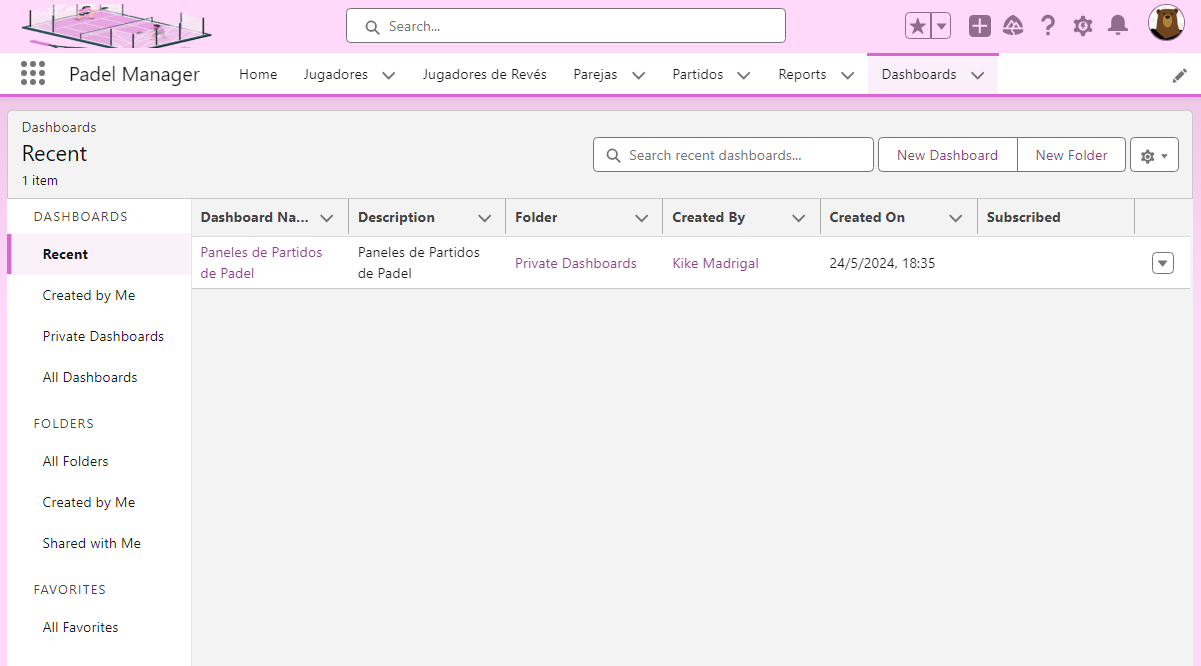 Search...
Padel Manager
Home
Jugadores
Jugadores de Revés
Parejas
Partidos
Reports
Dashboards
Dashboards
Recent
1 item
Search recent dashboards...
New Dashboard
New Folder
DASHBOARDS
Recent
Created by Me
Private Dashboards
All Dashboards
FOLDERS
All Folders
Created by Me
Shared with Me
FAVORITES
All Favorites
Dashboard Na...
Description
Folder
Created By
Created On
Subscribed
Paneles de Partidos
de Padel
Paneles de Partidos
de Padel
Private Dashboards
Kike Madrigal
24/5/2024, 18:35